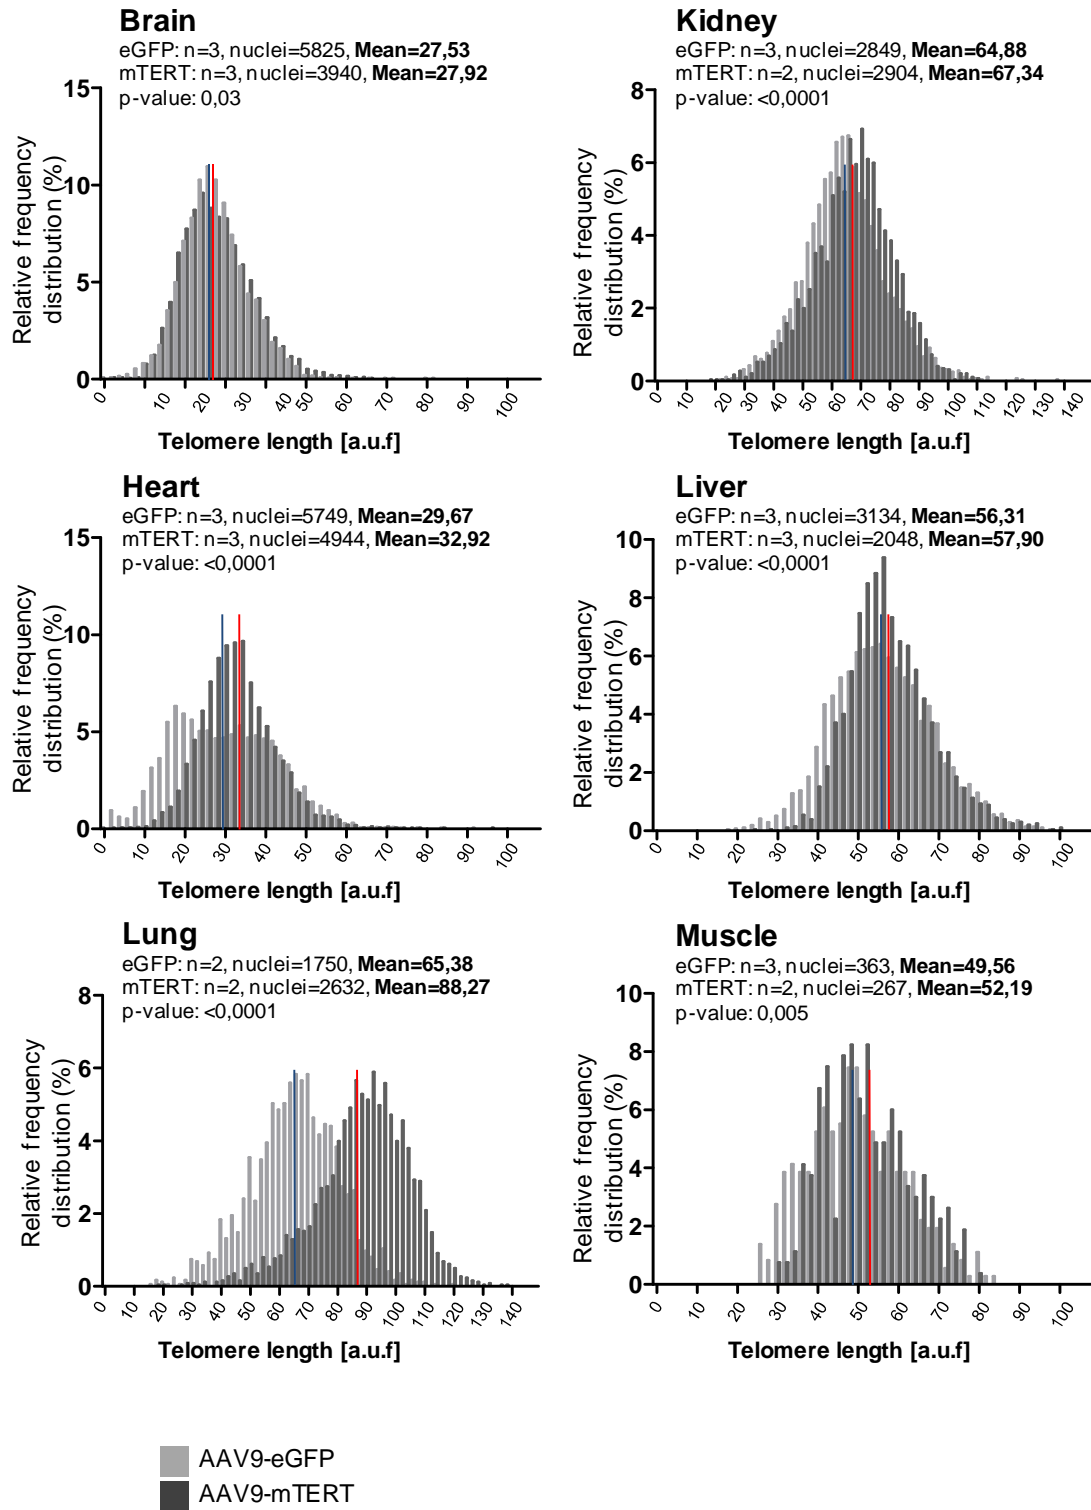 Brain
eGFP: n=3, nuclei=5825, Mean=27,53
mTERT: n=3, nuclei=3940, Mean=27,92
p-value: 0,03
Relative frequency
distribution (%)
15
10
5
0
0 10 20 30 40 50 60 70 80 90 100
Telomere length [a.u.f]
Kidney
eGFP: n=3, nuclei=2849, Mean=64,88
mTERT: n=2, nuclei=2904, Mean=67,34
p-value: <0,0001
Relative frequency
distribution (%)
8
6
4
2
0
0 10 20 30 40 50 60 70 80 90 100 110 120 130 140
Telomere length [a.u.f]
Heart
eGFP: n=3, nuclei=5749, Mean=29,67
mTERT: n=3, nuclei=4944, Mean=32,92
p-value: <0,0001
Relative frequency
distribution (%)
15
10
5
0
0 10 20 30 40 50 60 70 80 90 100
Telomere length [a.u.f]
Liver
eGFP: n=3, nuclei=3134, Mean=56,31
mTERT: n=3, nuclei=2048, Mean=57,90
p-value: <0,0001
Relative frequency
distribution (%)
10
8
6
4
2
0
0 10 20 30 40 50 60 70 80 90 100
Telomere length [a.u.f]
Lung
eGFP: n=2, nuclei=1750, Mean=65,38
mTERT: n=2, nuclei=2632, Mean=88,27
p-value: <0,0001
Relative frequency
distribution (%)
8
6
4
2
0
0 10 20 30 40 50 60 70 80 90 100 110 120 130 140
Telomere length [a.u.f]
Muscle
eGFP: n=3, nuclei=363, Mean=49,56
mTERT: n=2, nuclei=267, Mean=52,19
p-value: 0,005
Relative frequency
distribution (%)
10
8
6
4
2
0
0 10 20 30 40 50 60 70 80 90 100
Telomere length [a.u.f]
AAV9-eGFP
AAV9-mTERT